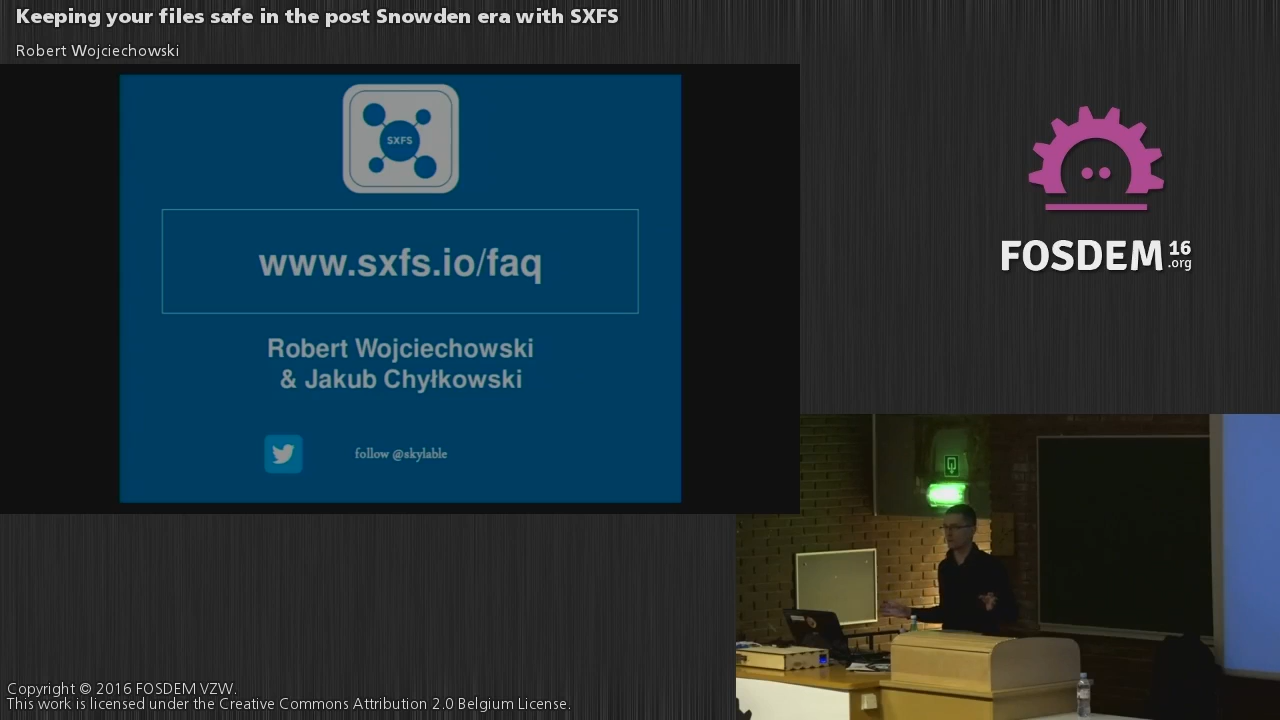 Keeping your files safe in the post Snowden era with SXFS
Robert Wojciechowski
SXFS
www.sxfs.io/faq
Robert Wojciechowski
& Jakub Chyłkowski
follow @skylable
FOSDEM 16
.org
Copyright © 2016 FOSDEM VZW.
This work is licensed under the Creative Commons Attribution 2.0 Belgium License.